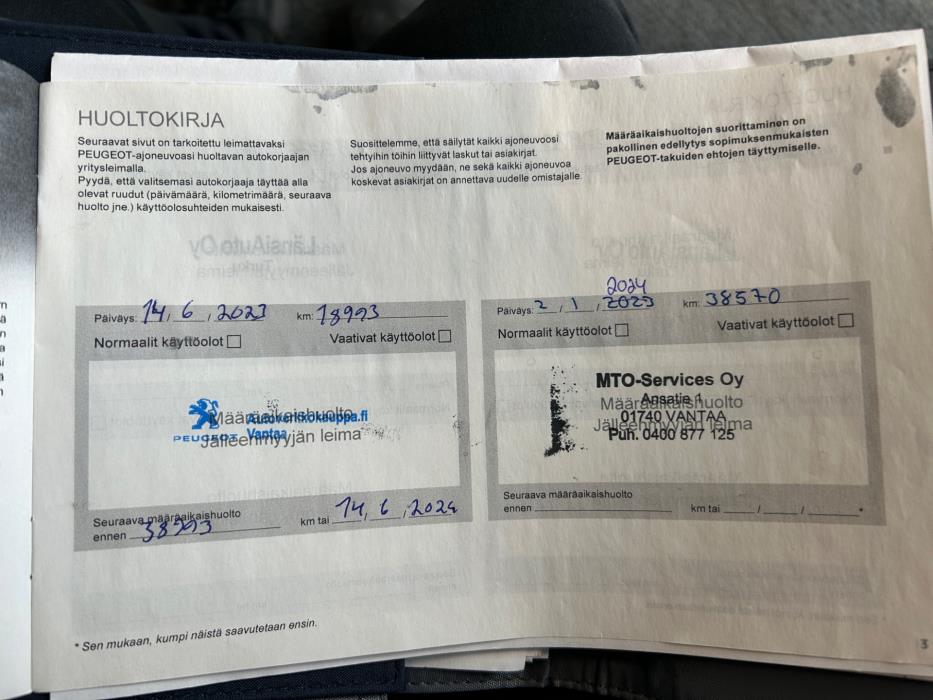 HUOLTOKIRJA
Seuraavat sivut on tarkoitettu leimattavaksi
PEUGEOT-ajoneuvoasi huoltavan autokorjaajan
yritysleimalla.
Pyydä, että valitsemasi autokorjaaja täyttää alla
olevat ruudut (päivämäärä, kilometrimäärä, seuraava
huolto jne.) käyttöolosuhteiden mukaisesti.
Suosittelemme, että säilytät kaikki ajoneuvoosi
tehtyihin töihin liittyvät laskut tai asiakirjat.
Jos ajoneuvo myydään, ne sekä kaikki ajoneuvoa
koskevat asiakirjat on annettava uudelle omistajalle.
Määräaikaishuoltojen suorittaminen on
pakollinen edellytys sopimuksenmukaisten
PEUGEOT-takuiden ehtojen täyttymiselle.
Päiväys: 14, 6, 2023 km: 18993
Normaalit käyttöolot Vaativat käyttöolot
Määräaikaishuolto
Autoverkkokauppa.fi
PEUGEOT Vantaa
Jälleenmyyjän leima
Seuraava määräaikaishuolto
ennen 38993 km tai 14, 6, 2024
2024
Päiväys: 2 / 1 , 2023 km: 38570
Normaalit käyttöolot Vaativat käyttöolot
MTO-Services Oy
Ansatie 1
Määräaikaishuolto
01740 VANTAA
Jälleenmyyjän leima
Puh. 0400 877 125
Seuraava määräaikaishuolto
ennen km tai / / *
* Sen mukaan, kumpi näistä saavutetaan ensin.
3